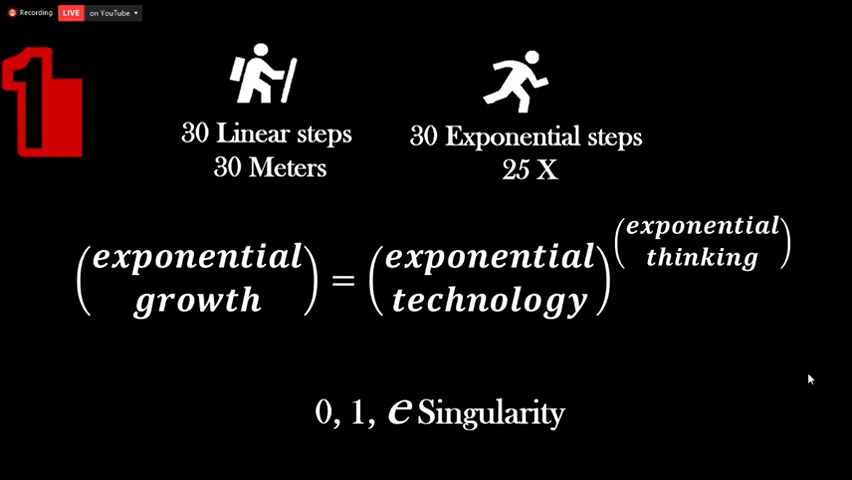 Recording LIVE on YouTube
1
30 Linear steps
30 Meters
30 Exponential steps
25 X
(exponential growth) = (exponential technology)^(exponential thinking)
0, 1, e Singularity